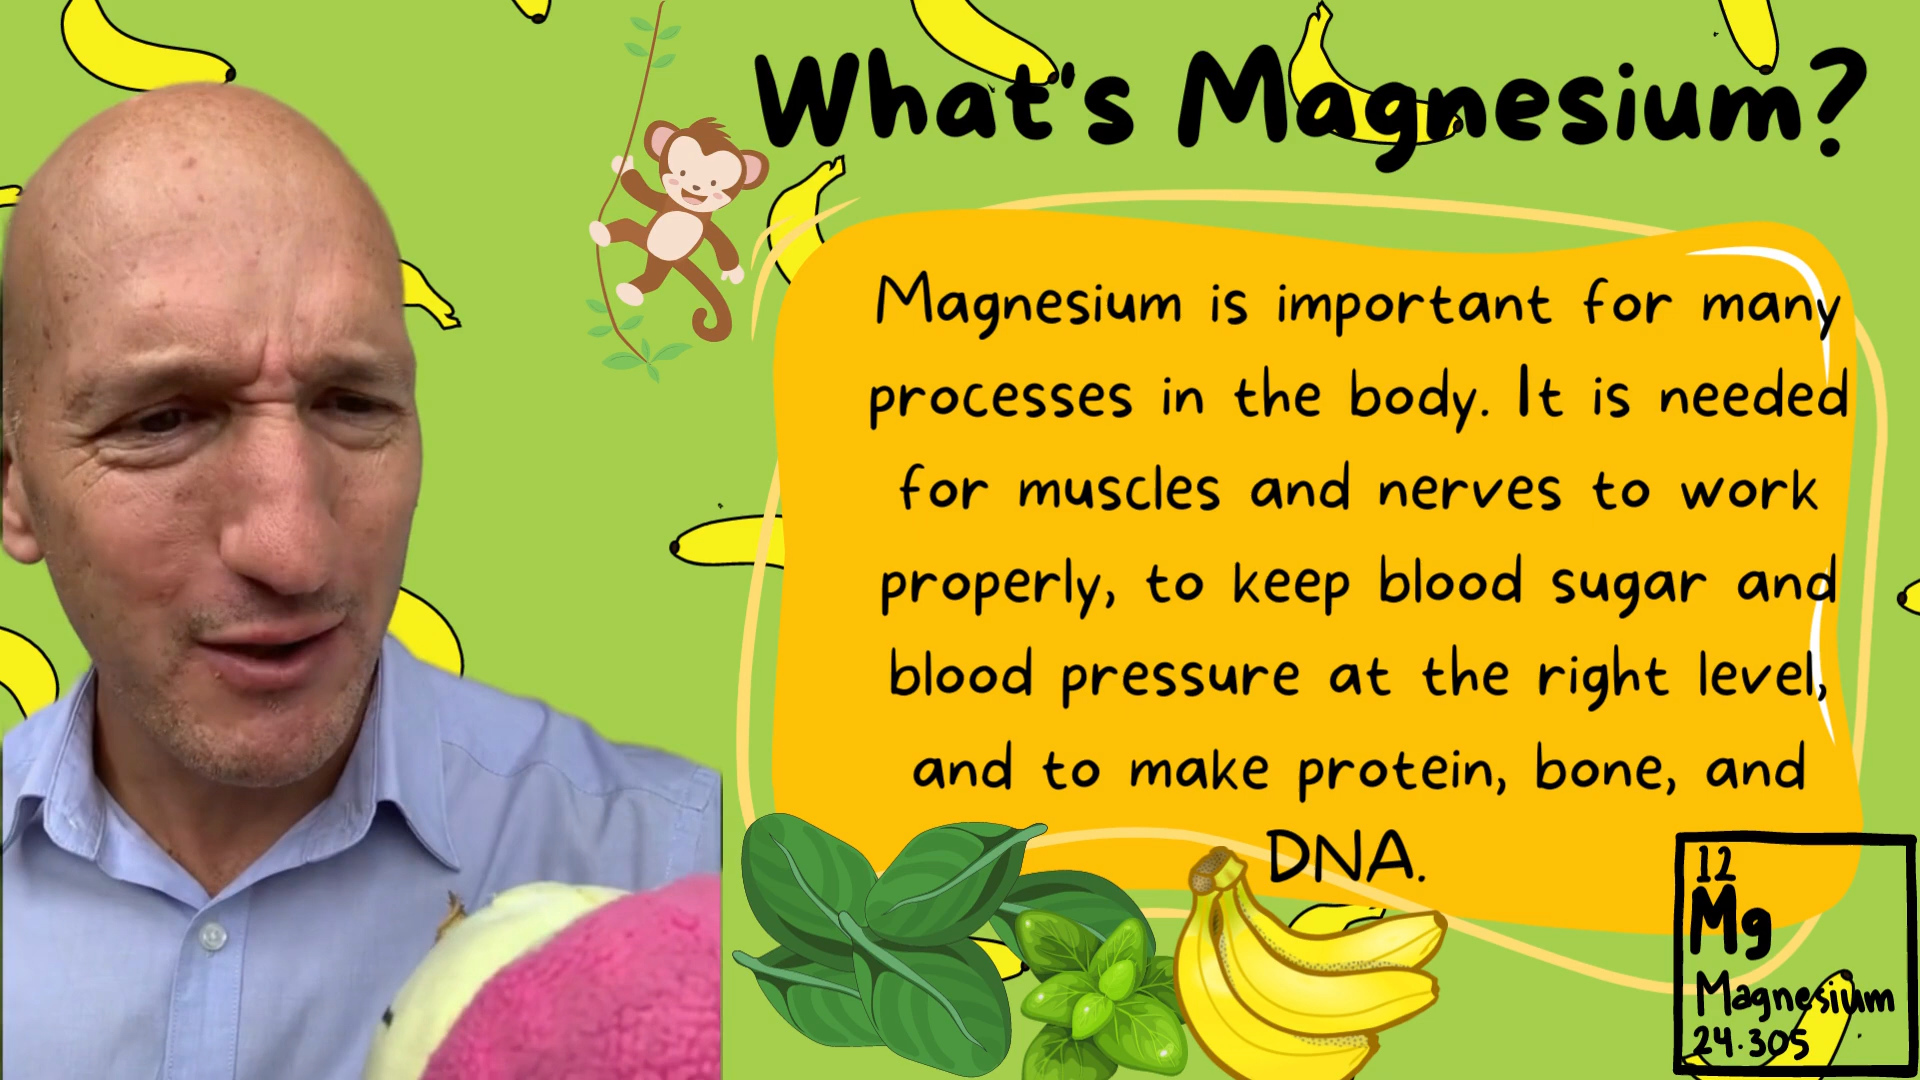 What's Magnesium?
Magnesium is important for many
processes in the body. It is needed
for muscles and nerves to work
properly, to keep blood sugar and
blood pressure at the right level,
and to make protein, bone, and
DNA.
12
Mg
Magnesium
24.305